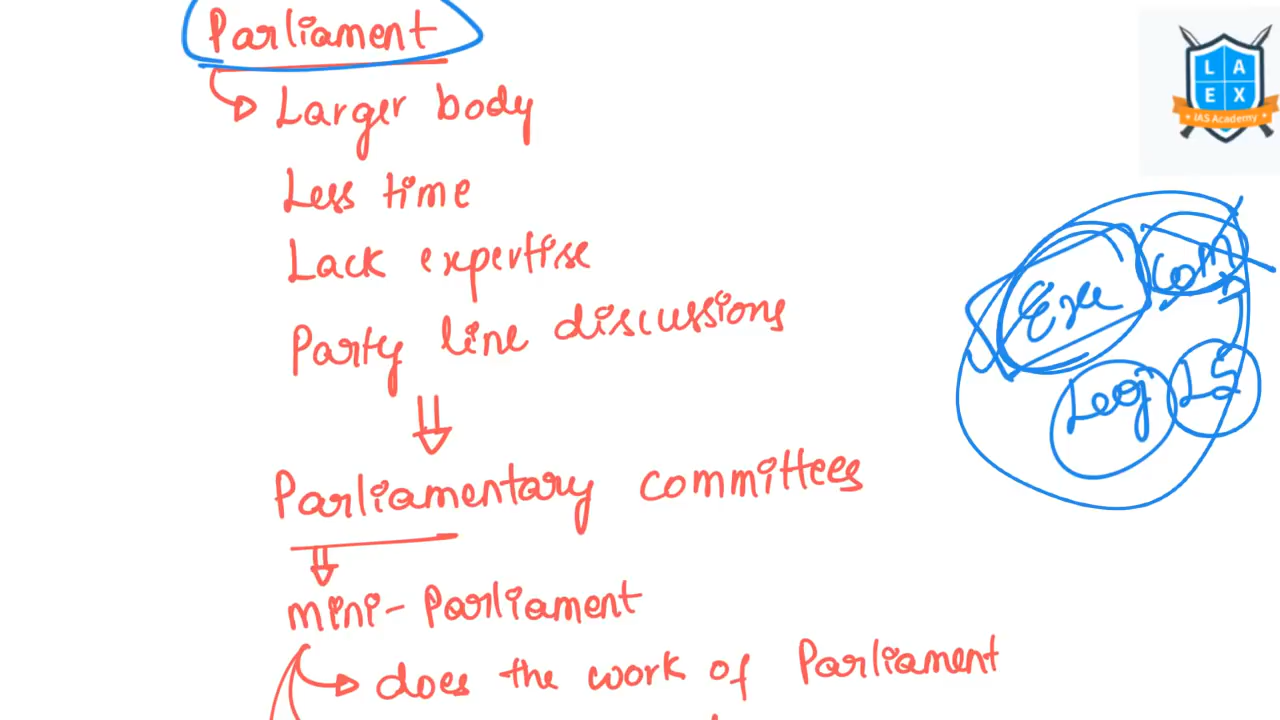 Parliament
Larger body
Less time
Lack expertise
Party line discussions
Parliamentary committees
mini-Parliament
does the work of Parliament
L A
E X
IAS Academy
Exe
Com
Leg
LS